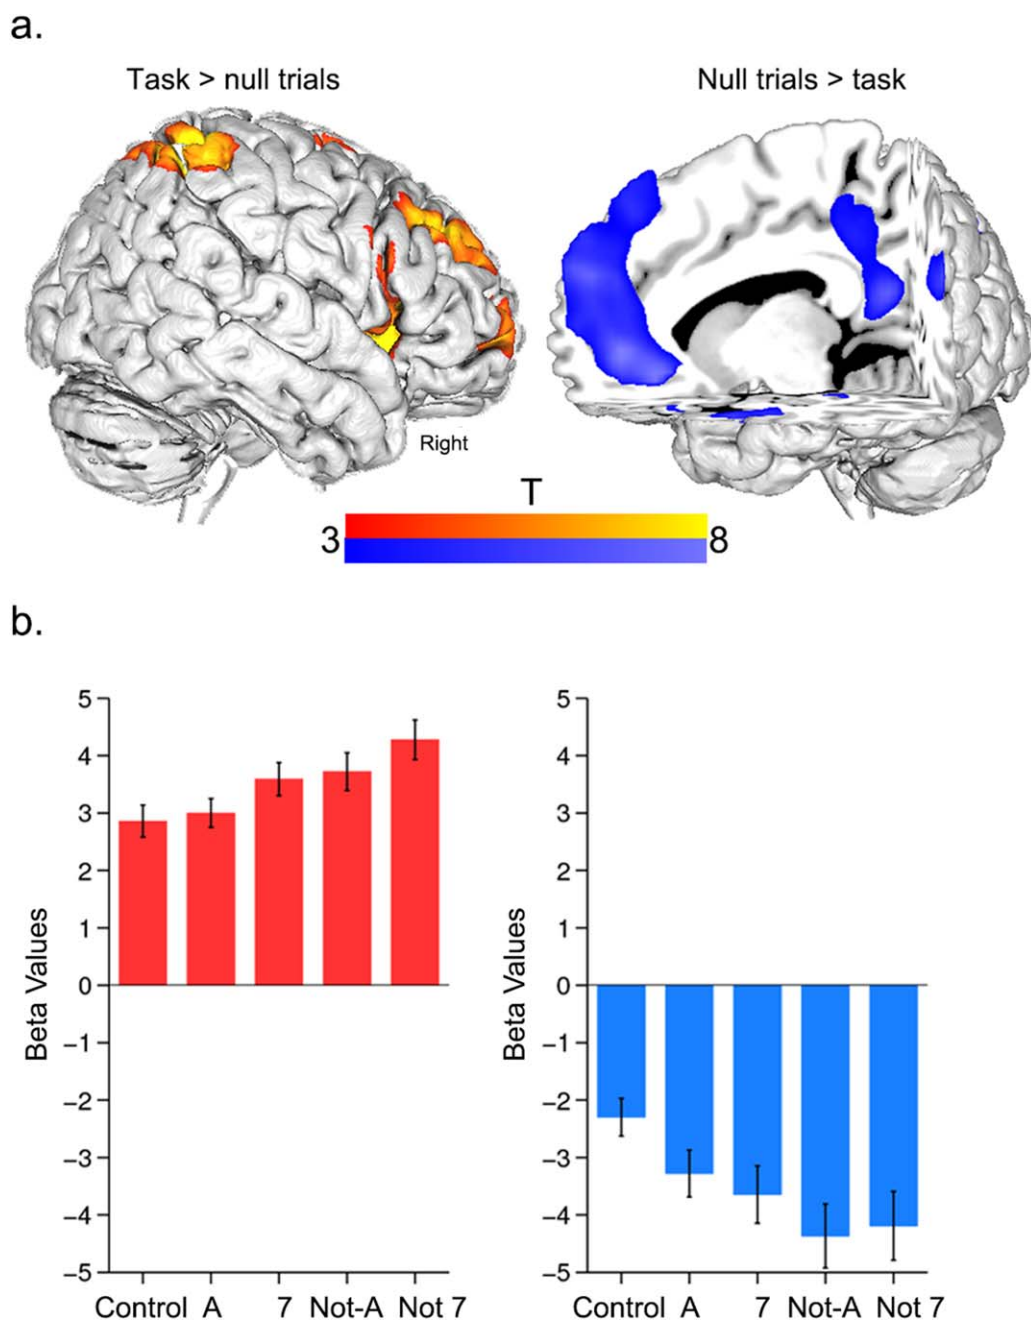 a.
Task > null trials
Null trials > task
Right
T
3
8
b.
5
4
3
2
1
0
−1
−2
−3
−4
−5
Beta Values
Control A 7 Not-A Not 7
5
4
3
2
1
0
−1
−2
−3
−4
−5
Beta Values
Control A 7 Not-A Not 7